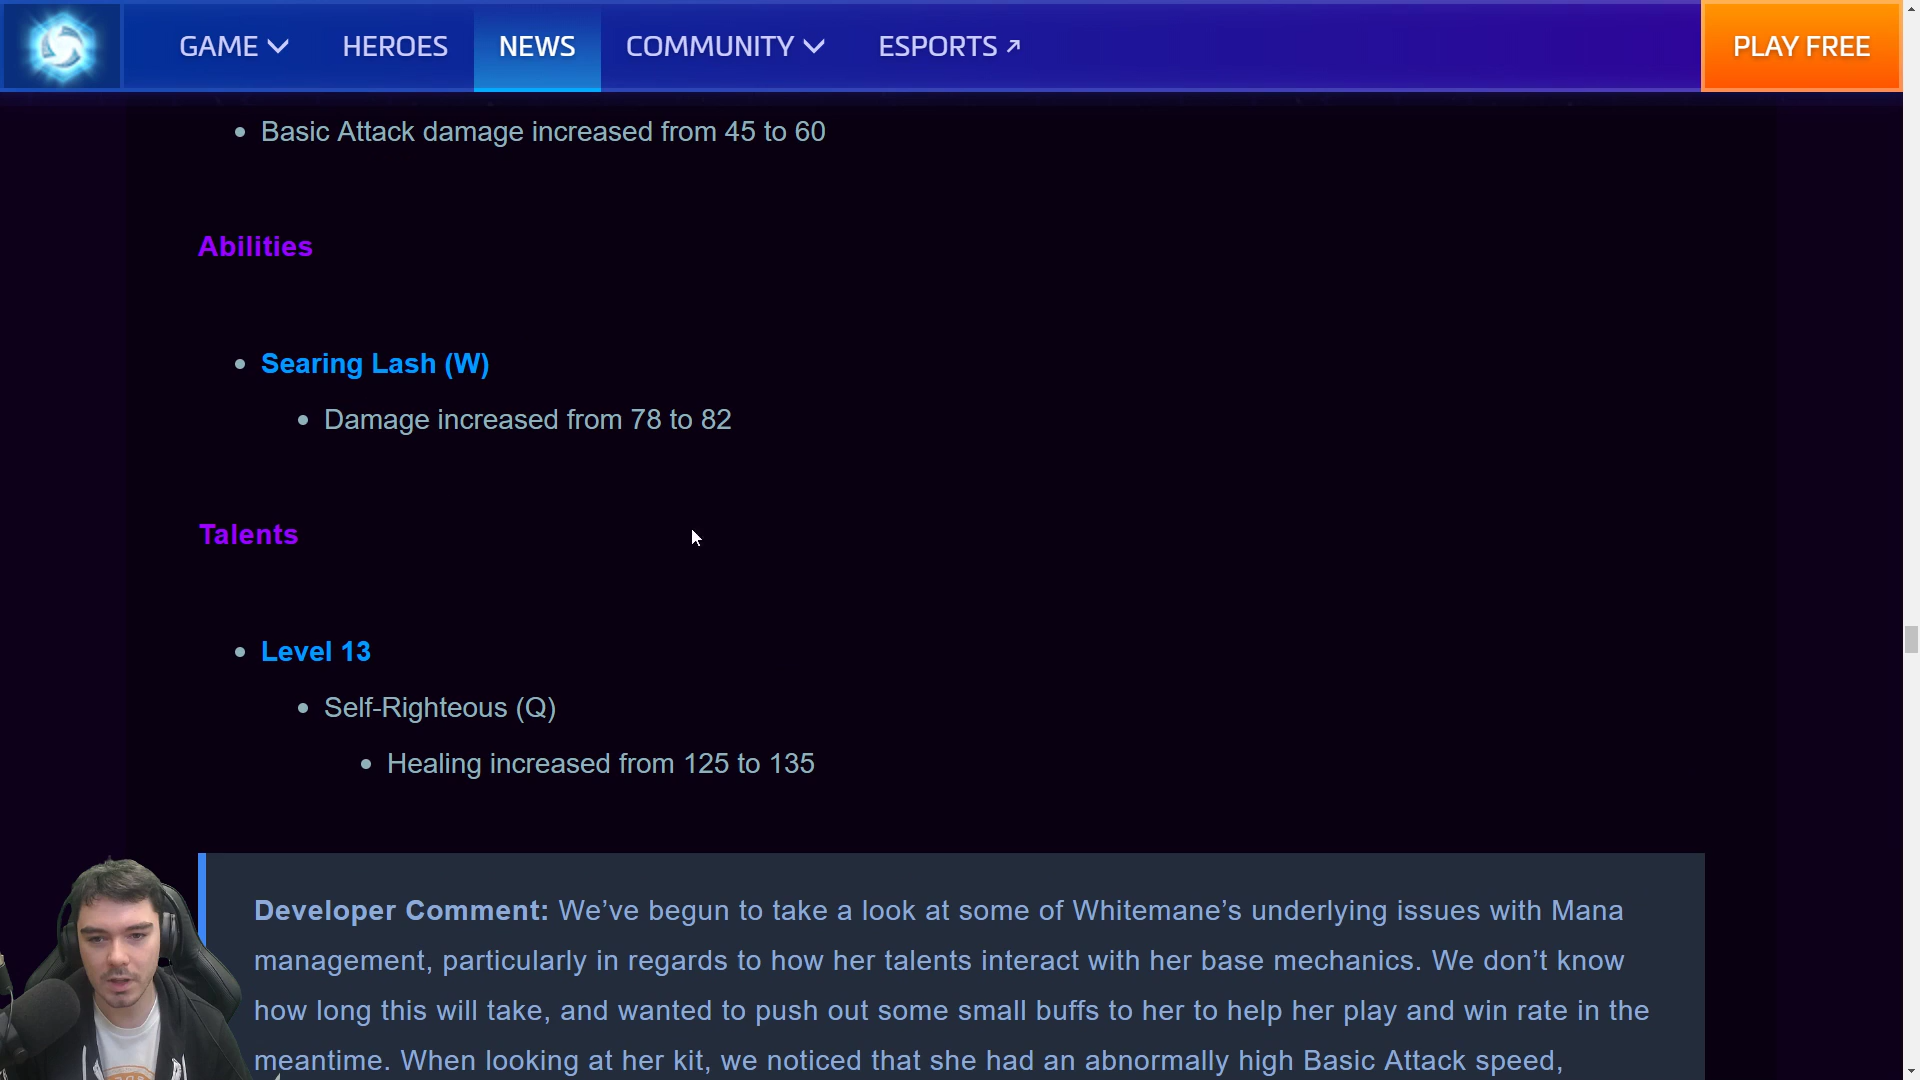 GAME HEROES NEWS COMMUNITY ESPORTS PLAY FREE
Basic Attack damage increased from 45 to 60
Abilities
Searing Lash (W)
Damage increased from 78 to 82
Talents
Level 13
Self-Righteous (Q)
Healing increased from 125 to 135
Developer Comment: We’ve begun to take a look at some of Whitemane’s underlying issues with Mana
management, particularly in regards to how her talents interact with her base mechanics. We don’t know
how long this will take, and wanted to push out some small buffs to her to help her play and win rate in the
meantime. When looking at her kit, we noticed that she had an abnormally high Basic Attack speed,